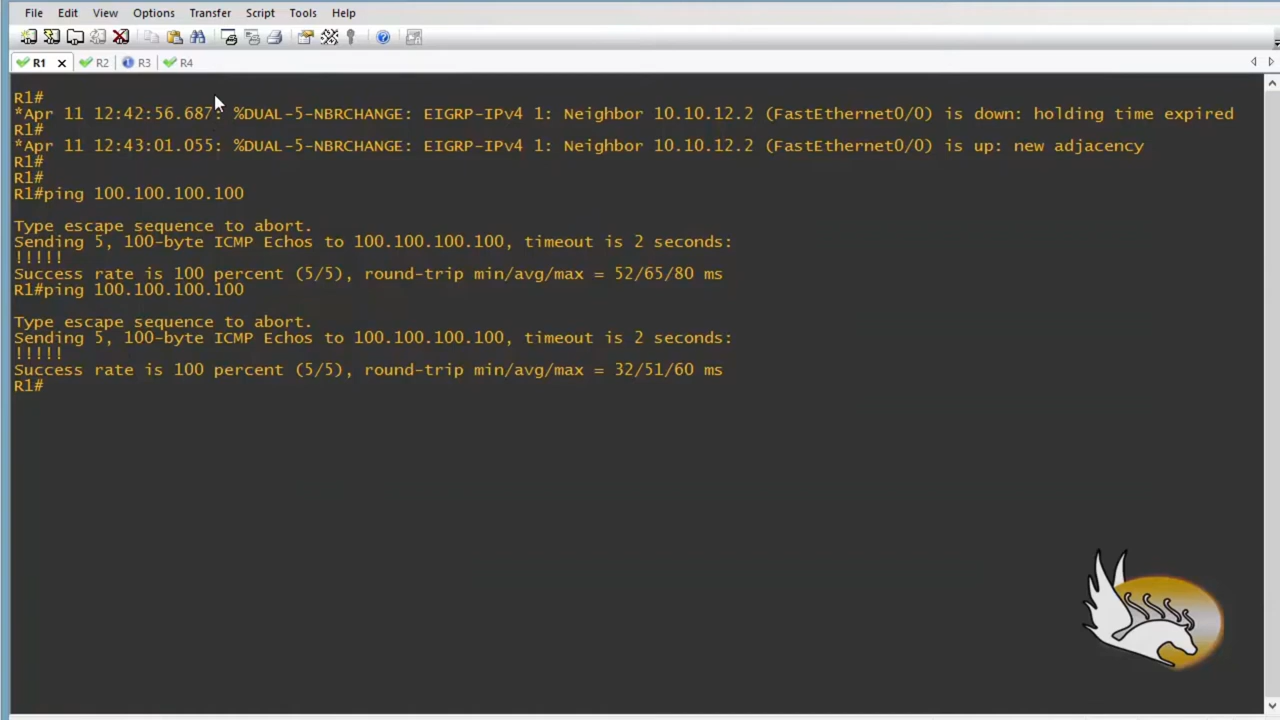 File Edit View Options Transfer Script Tools Help
R1 R2 R3 R4
R1#
*Apr 11 12:42:56.687: %DUAL-5-NBRCHANGE: EIGRP-IPv4 1: Neighbor 10.10.12.2 (FastEthernet0/0) is down: holding time expired
R1#
*Apr 11 12:43:01.055: %DUAL-5-NBRCHANGE: EIGRP-IPv4 1: Neighbor 10.10.12.2 (FastEthernet0/0) is up: new adjacency
R1#
R1#
R1#ping 100.100.100.100
Type escape sequence to abort.
Sending 5, 100-byte ICMP Echos to 100.100.100.100, timeout is 2 seconds:
!!!!!
Success rate is 100 percent (5/5), round-trip min/avg/max = 52/65/80 ms
R1#ping 100.100.100.100
Type escape sequence to abort.
Sending 5, 100-byte ICMP Echos to 100.100.100.100, timeout is 2 seconds:
!!!!!
Success rate is 100 percent (5/5), round-trip min/avg/max = 32/51/60 ms
R1#